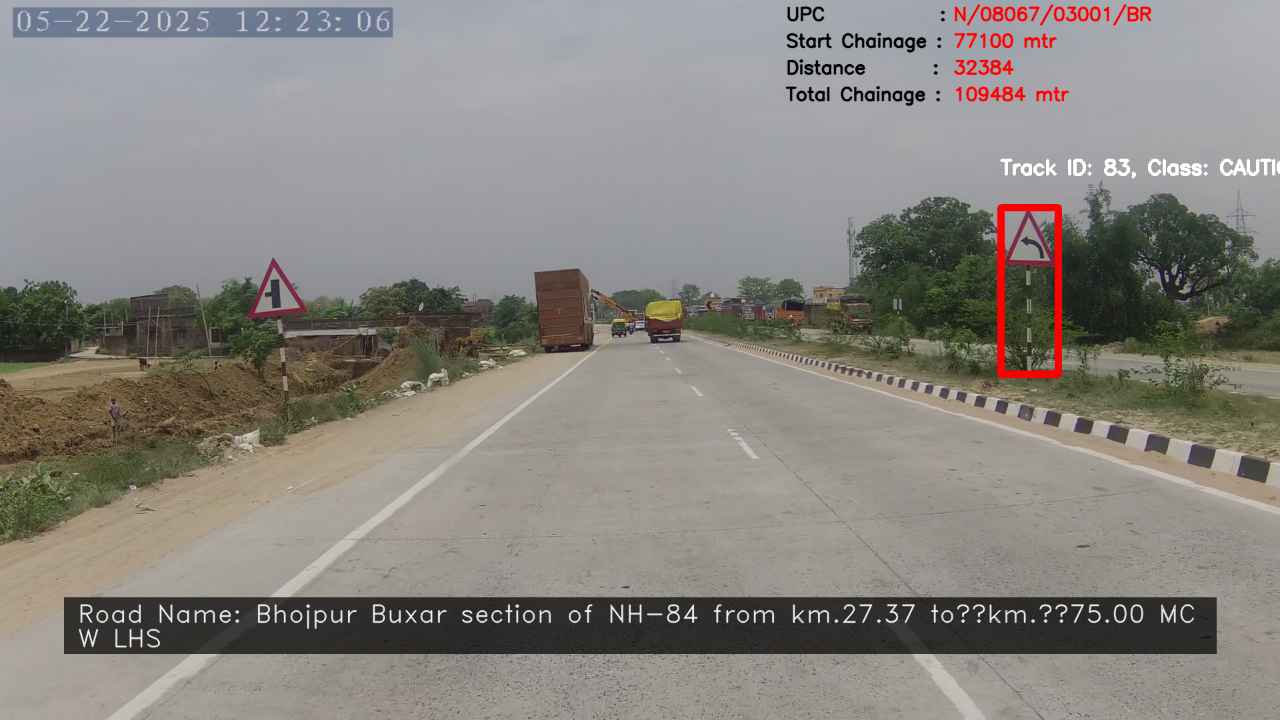 05-22-2025 12:23:06
UPC : N/08067/03001/BR
Start Chainage : 77100 mtr
Distance : 32384
Total Chainage : 109484 mtr
Track ID: 83, Class: CAUTI
Road Name: Bhojpur Buxar section of NH-84 from km.27.37 to??km.??75.00 MC
W LHS